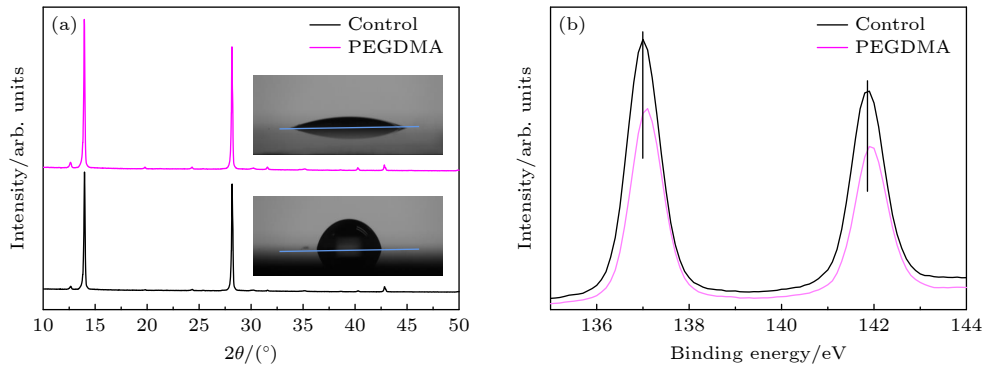 (a)
Control
PEGDMA
Intensity/arb. units
10
15
20
25
30
35
40
45
50
2θ/(°)
(b)
Control
PEGDMA
Intensity/arb. units
136
138
140
142
144
Binding energy/eV